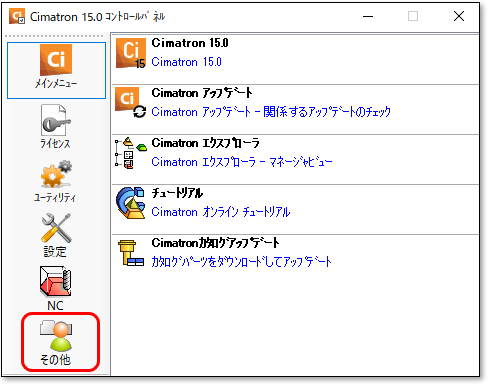 Cimatron 15.0 ｺﾝﾄﾛｰﾙﾊﾟﾈﾙ
Ci
ﾒｲﾝﾒﾆｭｰ
ﾗｲｾﾝｽ
ﾕｰﾃｨﾘﾃｨ
設定
NC
その他
Ci 15
Cimatron 15.0
Cimatron 15.0
Ci
Cimatron ｱｯﾌﾟﾃﾞｰﾄ
Cimatron ｱｯﾌﾟﾃﾞｰﾄ - 関係するｱｯﾌﾟﾃﾞｰﾄのﾁｪｯｸ
Cimatron ｴｸｽﾌﾟﾛｰﾗ
Cimatron ｴｸｽﾌﾟﾛｰﾗ - ﾏﾈｰｼﾞｬﾋﾞｭｰ
ﾁｭｰﾄﾘｱﾙ
Cimatron ｵﾝﾗｲﾝ ﾁｭｰﾄﾘｱﾙ
Cimatronｶﾀﾛｸﾞｱｯﾌﾟﾃﾞｰﾄ
ｶﾀﾛｸﾞﾊﾟｰﾂをﾀﾞｳﾝﾛｰﾄﾞしてｱｯﾌﾟﾃﾞｰﾄ